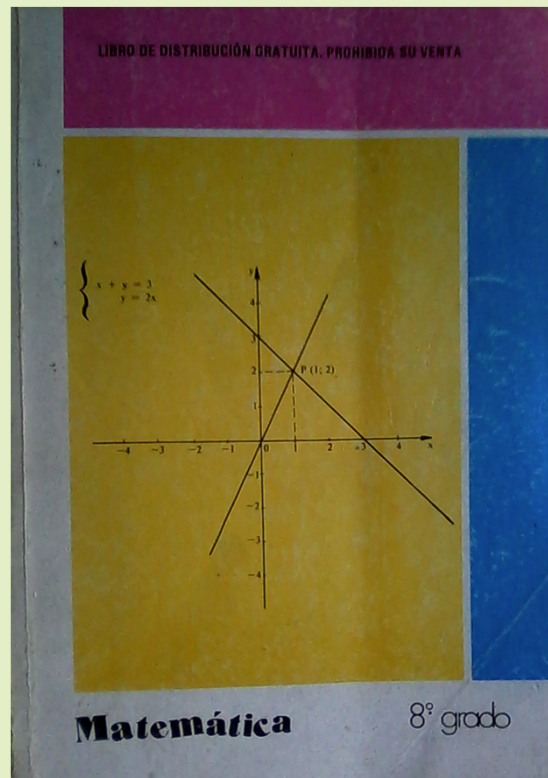 LIBRO DE DISTRIBUCIÓN GRATUITA. PROHIBIDA SU VENTA
x + y = 3
y = 2x
y
4
3
2
P (1; 2)
1
-4 -3 -2 -1 0 2 3 4 x
-1
-2
-3
-4
Matemática
8º grado